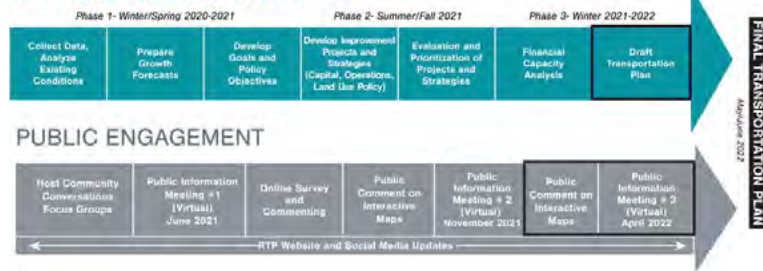 Phase 1- Winter/Spring 2020-2021
Phase 2- Summer/Fall 2021
Phase 3- Winter 2021-2022
Collect Data,
Analyze
Existing
Conditions
Prepare
Growth
Forecasts
Develop
Goals and
Policy
Objectives
Develop Improvement
Projects and
Strategies
(Capital, Operations,
Land Use Policy)
Evaluation and
Prioritization of
Projects and
Strategies
Financial
Capacity
Analysis
Draft
Transportation
Plan
FINAL TRANSPORTATION PLAN
May/June 2022
PUBLIC ENGAGEMENT
Host Community
Conversations
Focus Groups
Public Information
Meeting #1
(Virtual)
June 2021
Online Survey
and
Commenting
Public
Comment on
Interactive
Maps
Public
Information
Meeting # 2
(Virtual)
November 2021
Public
Comment on
Interactive
Maps
Public
Information
Meeting # 3
(Virtual)
April 2022
RTP Website and Social Media Updates